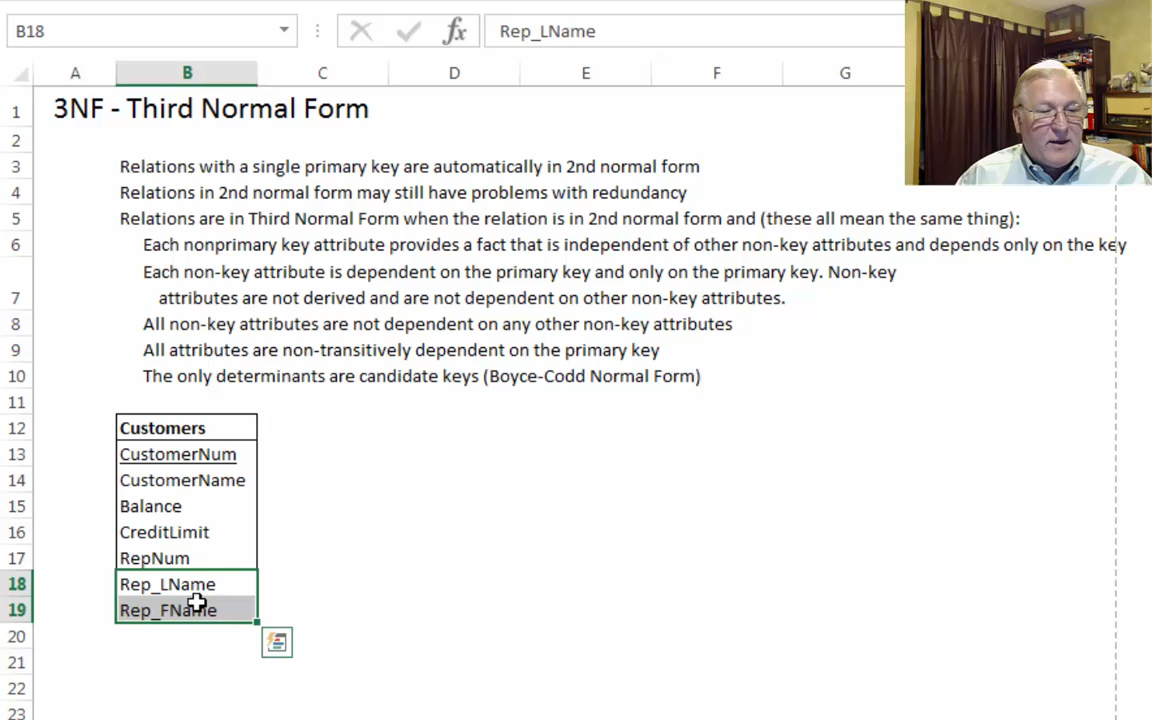 B18
fx
Rep_LName
A B C D E F G
1 3NF - Third Normal Form
2
3 Relations with a single primary key are automatically in 2nd normal form
4 Relations in 2nd normal form may still have problems with redundancy
5 Relations are in Third Normal Form when the relation is in 2nd normal form and (these all mean the same thing):
6 Each nonprimary key attribute provides a fact that is independent of other non-key attributes and depends only on the key
Each non-key attribute is dependent on the primary key and only on the primary key. Non-key
7 attributes are not derived and are not dependent on other non-key attributes.
8 All non-key attributes are not dependent on any other non-key attributes
9 All attributes are non-transitively dependent on the primary key
10 The only determinants are candidate keys (Boyce-Codd Normal Form)
11
12 Customers
13 CustomerNum
14 CustomerName
15 Balance
16 CreditLimit
17 RepNum
18 Rep_LName
19 Rep_FName
20
21
22
23